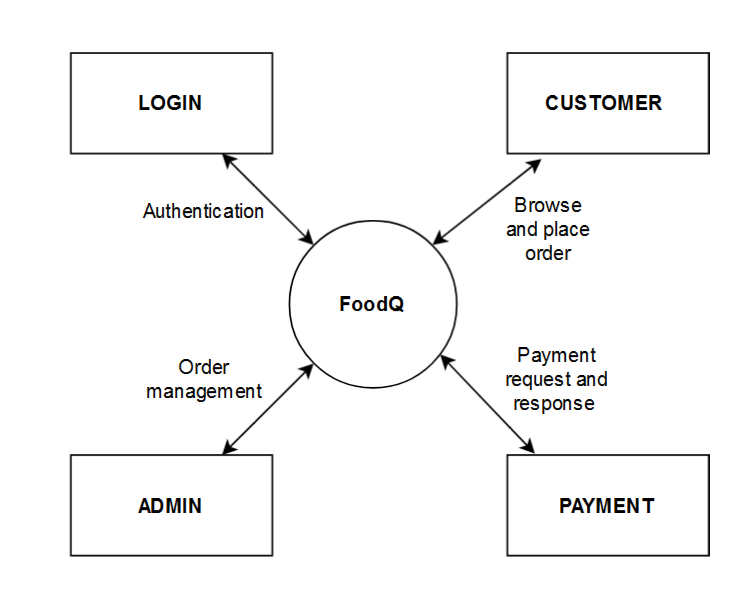 LOGIN
CUSTOMER
Authentication
Browse
and place
order
FoodQ
Order
management
Payment
request and
response
ADMIN
PAYMENT